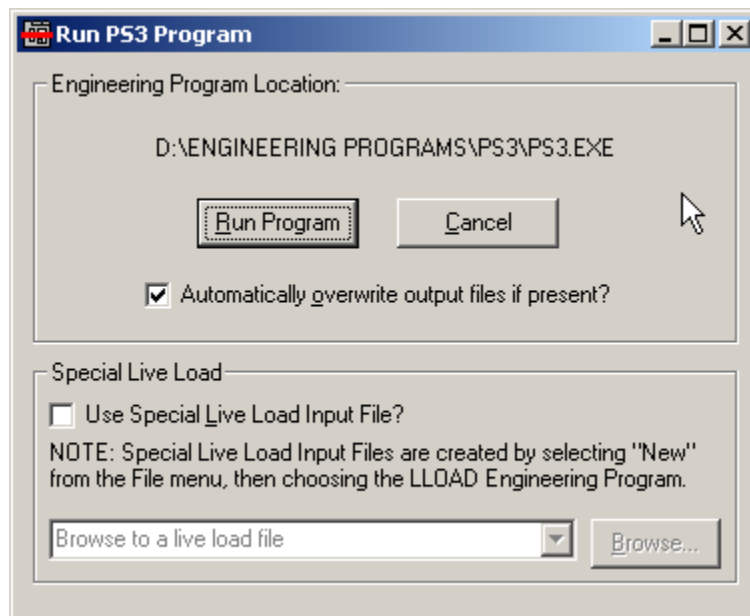 Run PS3 Program
Engineering Program Location:
D:\ENGINEERING PROGRAMS\PS3\PS3.EXE
Run Program
Cancel
Automatically overwrite output files if present?
Special Live Load
Use Special Live Load Input File?
NOTE: Special Live Load Input Files are created by selecting "New"
from the File menu, then choosing the LLOAD Engineering Program.
Browse to a live load file
Browse...